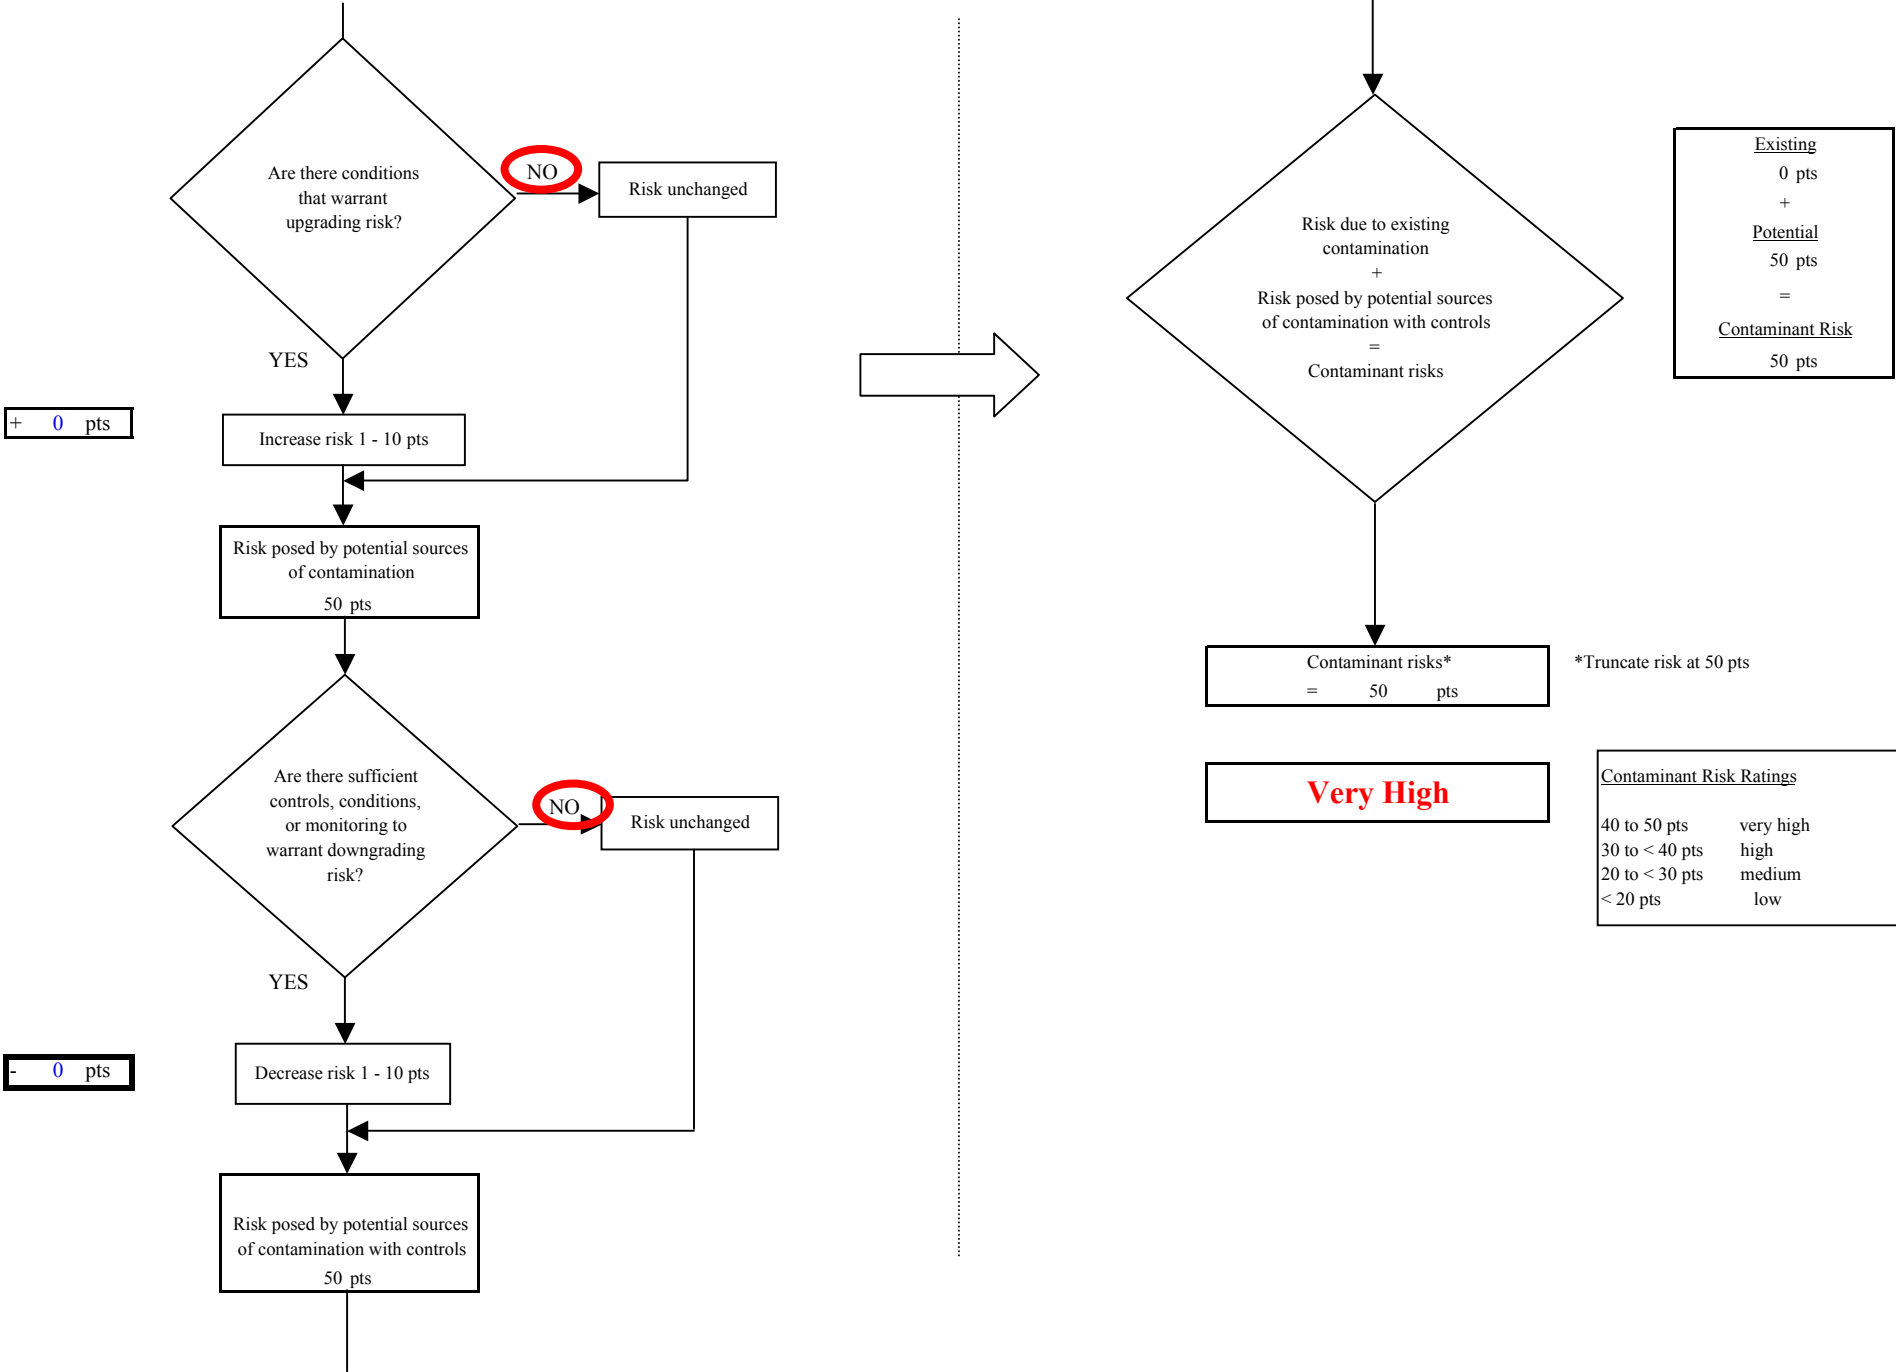 Are there conditions
that warrant
upgrading risk?
NO
Risk unchanged
YES
+ 0 pts
Increase risk 1 - 10 pts
Risk posed by potential sources
of contamination
50 pts
Are there sufficient
controls, conditions,
or monitoring to
warrant downgrading
risk?
NO
Risk unchanged
YES
- 0 pts
Decrease risk 1 - 10 pts
Risk posed by potential sources
of contamination with controls
50 pts
Risk due to existing
contamination
+
Risk posed by potential sources
of contamination with controls
=
Contaminant risks
Existing
0 pts
+
Potential
50 pts
=
Contaminant Risk
50 pts
Contaminant risks*
= 50 pts
*Truncate risk at 50 pts
Very High
Contaminant Risk Ratings
40 to 50 pts very high
30 to < 40 pts high
20 to < 30 pts medium
< 20 pts low